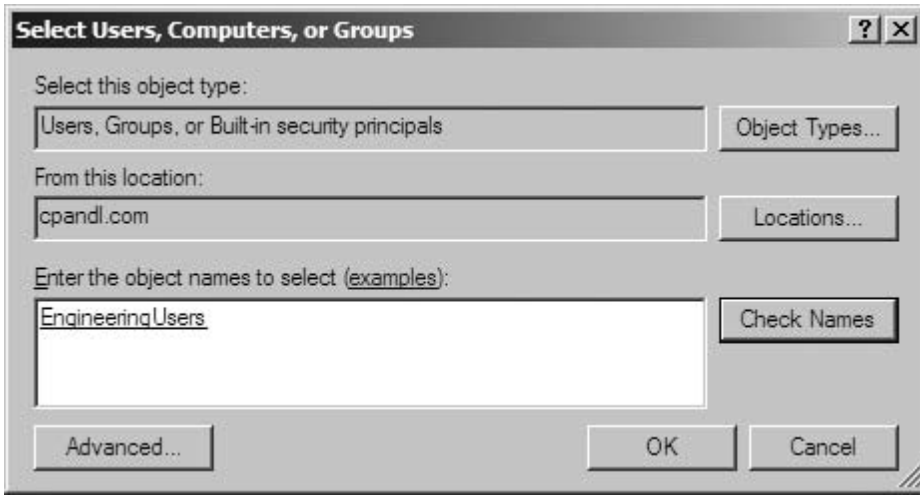 Select Users, Computers, or Groups
Select this object type:
Users, Groups, or Built-in security principals
Object Types...
From this location:
cpandl.com
Locations...
Enter the object names to select (examples):
EngineeringUsers
Check Names
Advanced...
OK
Cancel